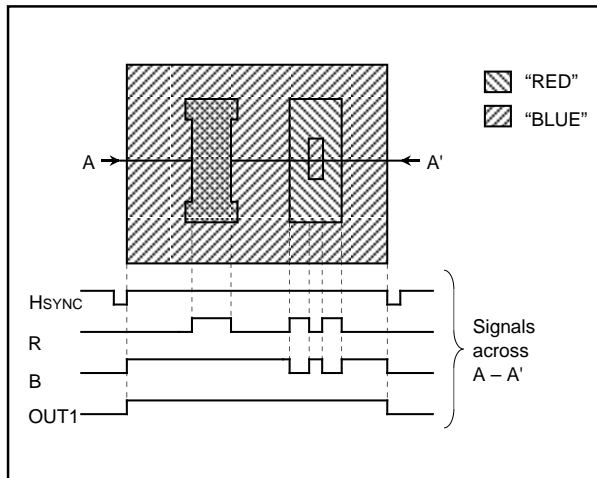 “RED”
“BLUE”
A
A'
HSYNC
R
B
OUT1
Signals
across
A – A'